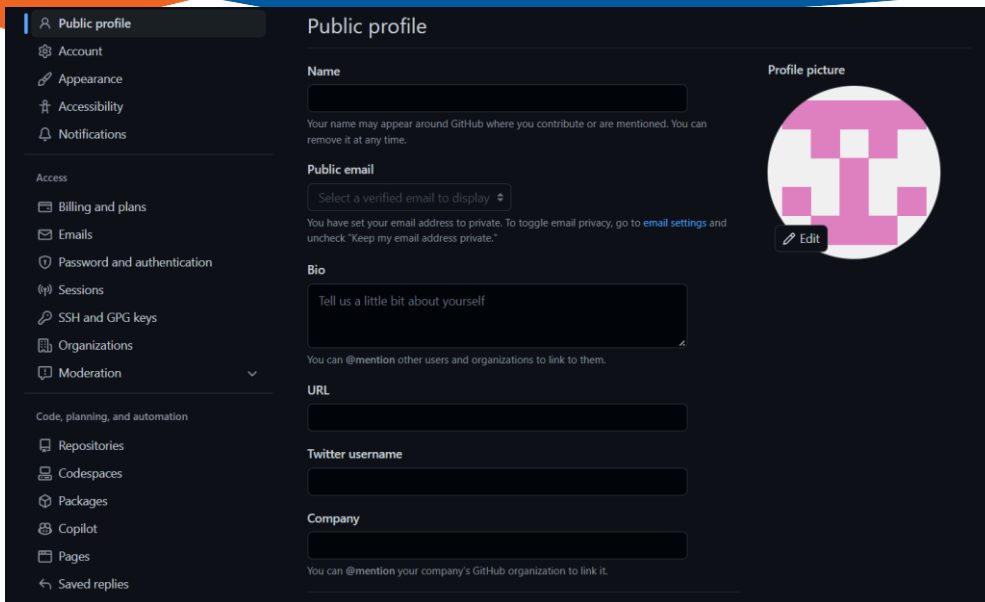 Public profile
Account
Appearance
Accessibility
Notifications
Access
Billing and plans
Emails
Password and authentication
Sessions
SSH and GPG keys
Organizations
Moderation
Code, planning, and automation
Repositories
Codespaces
Packages
Copilot
Pages
Saved replies
Public profile
Name
Your name may appear around GitHub where you contribute or are mentioned. You can
remove it at any time.
Public email
Select a verified email to display
You have set your email address to private. To toggle email privacy, go to email settings and
uncheck "Keep my email address private."
Bio
Tell us a little bit about yourself
You can @mention other users and organizations to link to them.
URL
Twitter username
Company
You can @mention your company's GitHub organization to link it.
Profile picture
Edit